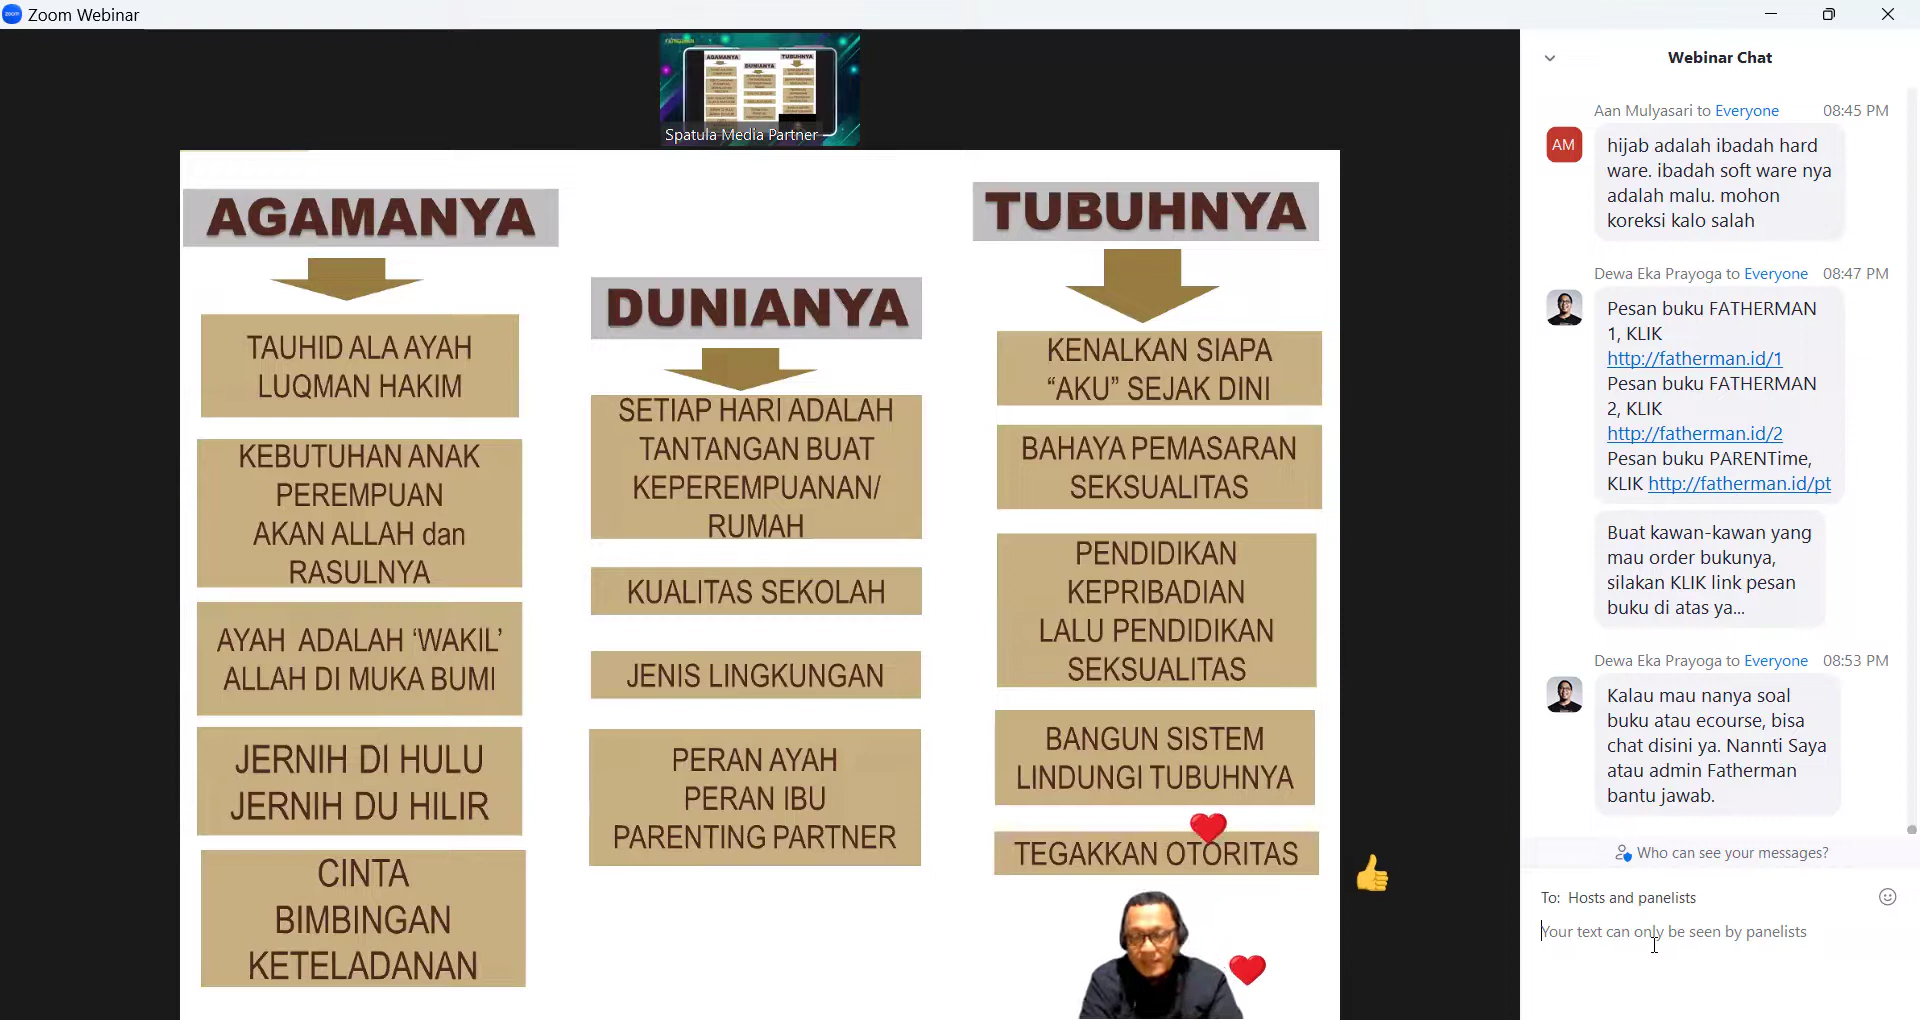 Zoom Webinar
AGAMANYA
DUNIANYA
TUBUHNYA
Spatula Media Partner
AGAMANYA
TAUHID ALA AYAH
LUQMAN HAKIM
KEBUTUHAN ANAK
PEREMPUAN
AKAN ALLAH dan
RASULNYA
AYAH ADALAH ‘WAKIL’
ALLAH DI MUKA BUMI
JERNIH DI HULU
JERNIH DU HILIR
CINTA
BIMBINGAN
KETELADANAN
DUNIANYA
SETIAP HARI ADALAH
TANTANGAN BUAT
KEPEREMPUANAN/
RUMAH
KUALITAS SEKOLAH
JENIS LINGKUNGAN
PERAN AYAH
PERAN IBU
PARENTING PARTNER
TUBUHNYA
KENALKAN SIAPA
“AKU” SEJAK DINI
BAHAYA PEMASARAN
SEKSUALITAS
PENDIDIKAN
KEPRIBADIAN
LALU PENDIDIKAN
SEKSUALITAS
BANGUN SISTEM
LINDUNGI TUBUHNYA
TEGAKKAN OTORITAS
Webinar Chat
Aan Mulyasari to Everyone 08:45 PM
AM
hijab adalah ibadah hard
ware. ibadah soft ware nya
adalah malu. mohon
koreksi kalo salah
Dewa Eka Prayoga to Everyone 08:47 PM
Pesan buku FATHERMAN
1, KLIK
http://fatherman.id/1
Pesan buku FATHERMAN
2, KLIK
http://fatherman.id/2
Pesan buku PARENTime,
KLIK http://fatherman.id/pt
Buat kawan-kawan yang
mau order bukunya,
silakan KLIK link pesan
buku di atas ya...
Dewa Eka Prayoga to Everyone 08:53 PM
Kalau mau nanya soal
buku atau ecourse, bisa
chat disini ya. Nannti Saya
atau admin Fatherman
bantu jawab.
Who can see your messages?
To: Hosts and panelists
Your text can only be seen by panelists